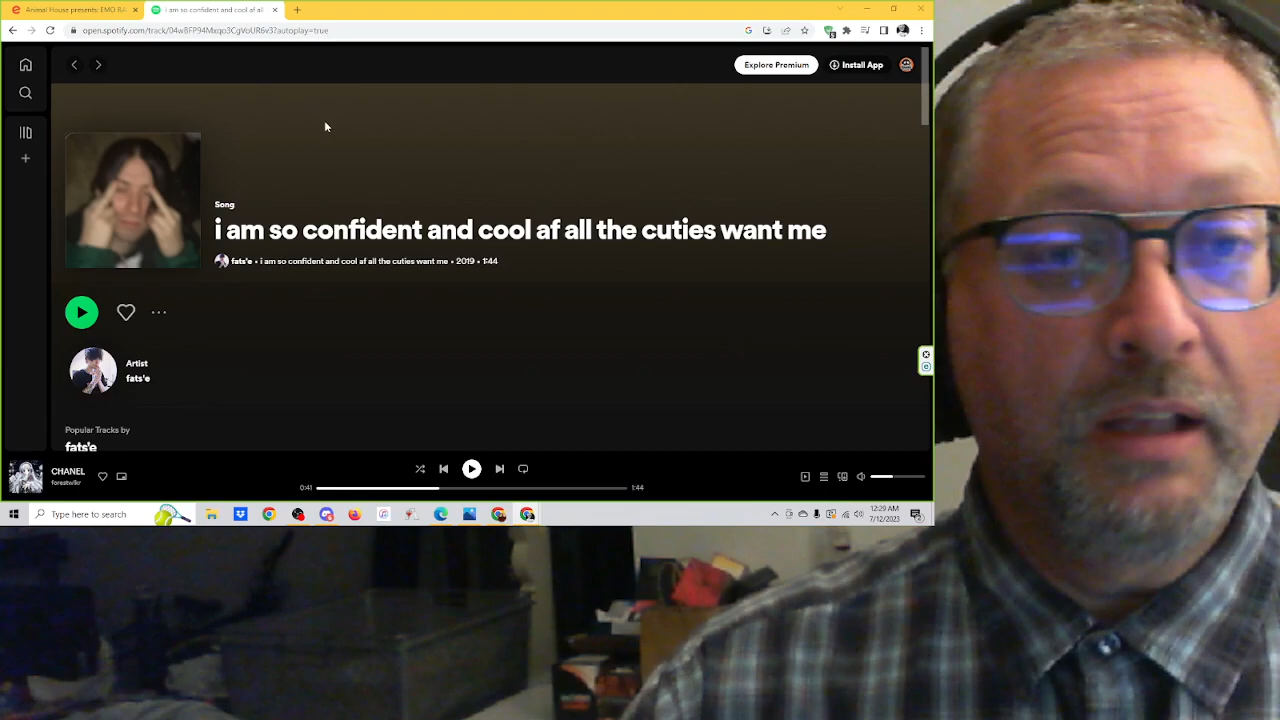 Animal House presents: EMO RA
i am so confident and cool af al
open.spotify.com/track/04wBFP94Mxqo3CgVoUR6v3?autoplay=true
Explore Premium
Install App
Song
i am so confident and cool af all the cuties want me
fats'e • i am so confident and cool af all the cuties want me • 2019 • 1:44
Artist
fats'e
Popular Tracks by
fats'e
CHANEL
forestwlkr
0:41
1:44
Type here to search
12:29 AM
7/12/2023